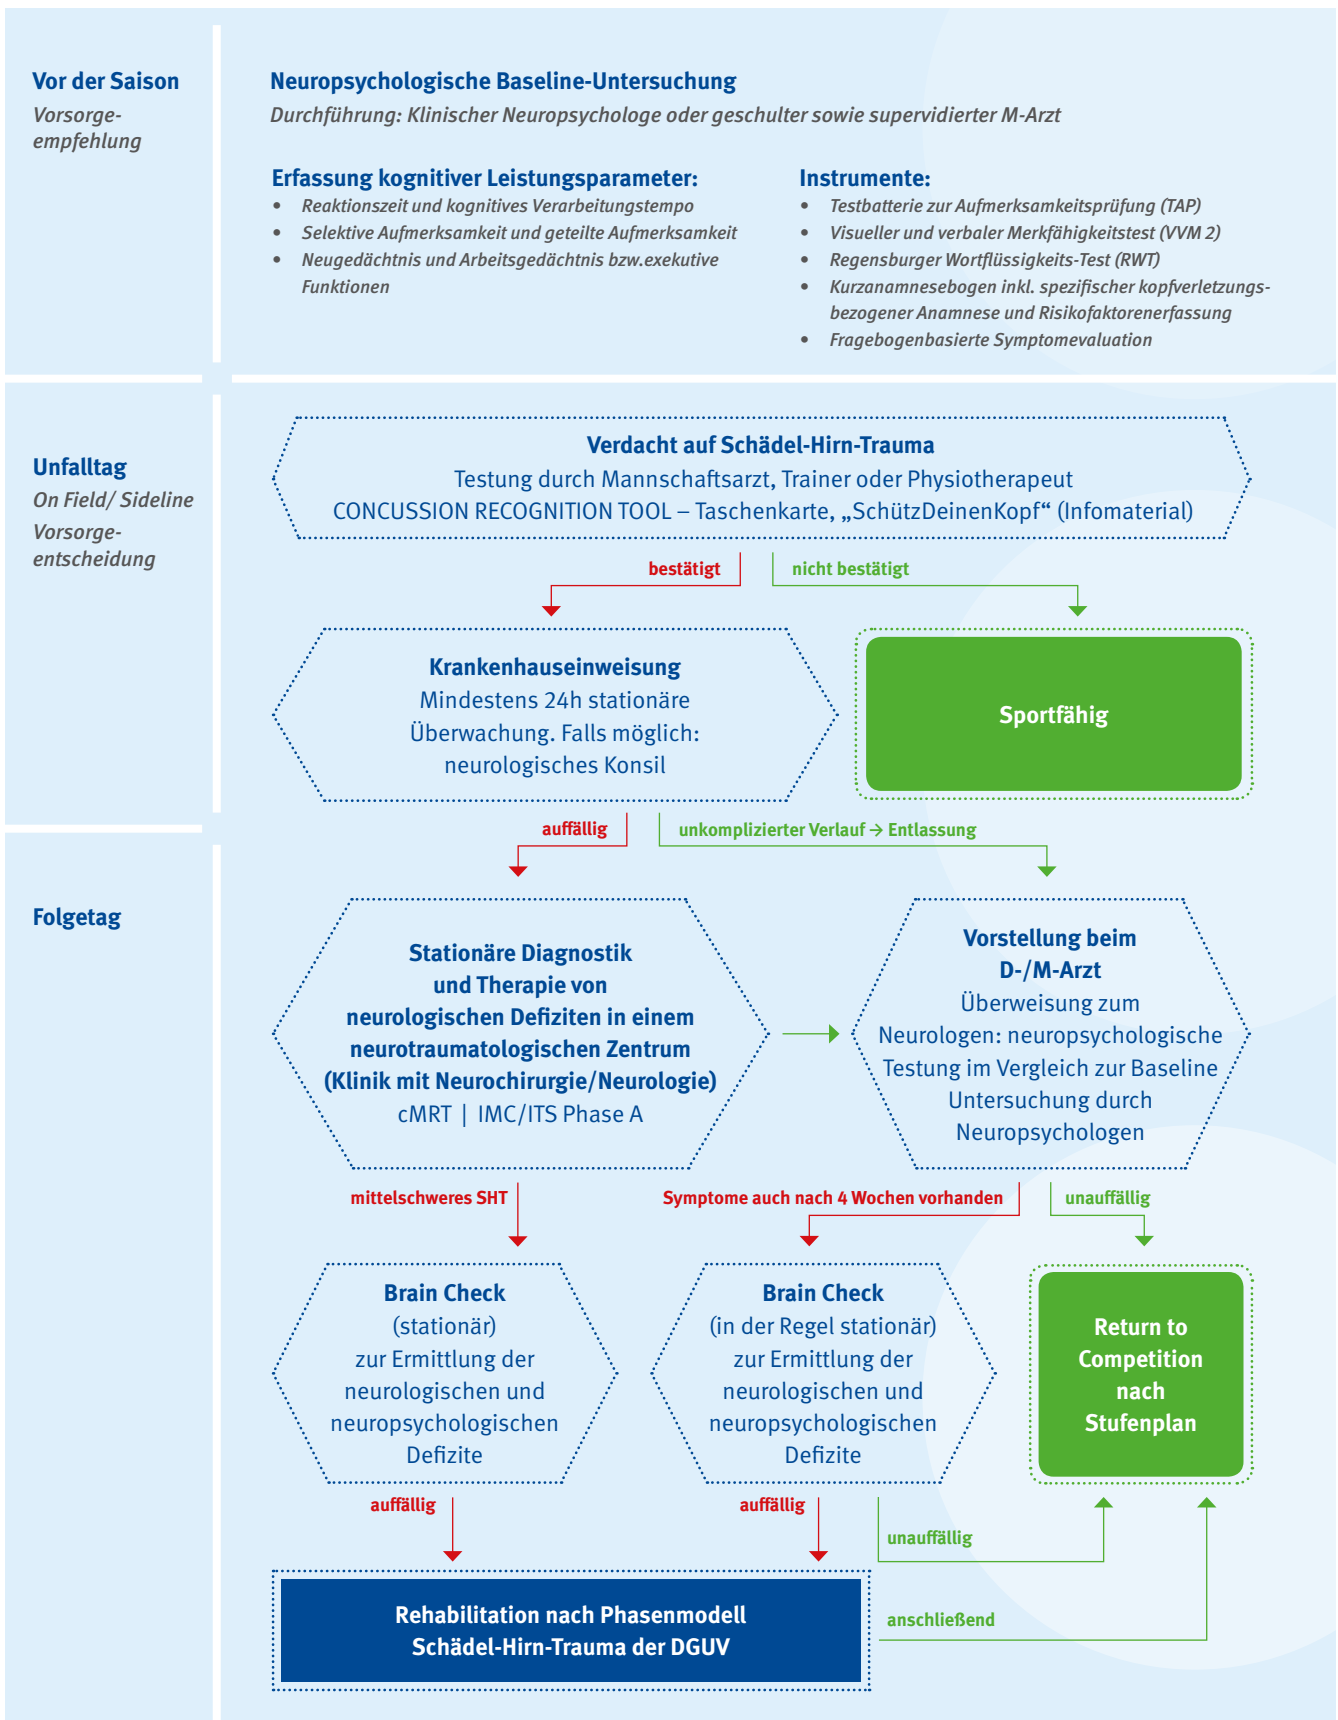 Vor der Saison
Vorsorge-
empfehlung
Neuropsychologische Baseline-Untersuchung
Durchführung: Klinischer Neuropsychologe oder geschulter sowie supervidierter M-Arzt
Erfassung kognitiver Leistungsparameter:
• Reaktionszeit und kognitives Verarbeitungstempo
• Selektive Aufmerksamkeit und geteilte Aufmerksamkeit
• Neugedächtnis und Arbeitsgedächtnis bzw.exekutive
Funktionen
Instrumente:
• Testbatterie zur Aufmerksamkeitsprüfung (TAP)
• Visueller und verbaler Merkfähigkeitstest (VVM 2)
• Regensburger Wortflüssigkeits-Test (RWT)
• Kurzanamnesebogen inkl. spezifischer kopfverletzungs-
bezogener Anamnese und Risikofaktorenerfassung
• Fragebogenbasierte Symptomevaluation
Unfalltag
On Field/ Sideline
Vorsorge-
entscheidung
Verdacht auf Schädel-Hirn-Trauma
Testung durch Mannschaftsarzt, Trainer oder Physiotherapeut
CONCUSSION RECOGNITION TOOL – Taschenkarte, „SchützDeinenKopf“ (Infomaterial)
bestätigt
nicht bestätigt
Krankenhauseinweisung
Mindestens 24h stationäre
Überwachung. Falls möglich:
neurologisches Konsil
Sportfähig
auffällig
unkomplizierter Verlauf → Entlassung
Folgetag
Stationäre Diagnostik
und Therapie von
neurologischen Defiziten in einem
neurotraumatologischen Zentrum
(Klinik mit Neurochirurgie/Neurologie)
cMRT | IMC/ITS Phase A
Vorstellung beim
D-/M-Arzt
Überweisung zum
Neurologen: neuropsychologische
Testung im Vergleich zur Baseline
Untersuchung durch
Neuropsychologen
mittelschweres SHT
Symptome auch nach 4 Wochen vorhanden
unauffällig
Brain Check
(stationär)
zur Ermittlung der
neurologischen und
neuropsychologischen
Defizite
Brain Check
(in der Regel stationär)
zur Ermittlung der
neurologischen und
neuropsychologischen
Defizite
Return to
Competition
nach
Stufenplan
auffällig
auffällig
unauffällig
Rehabilitation nach Phasenmodell
Schädel-Hirn-Trauma der DGUV
anschließend